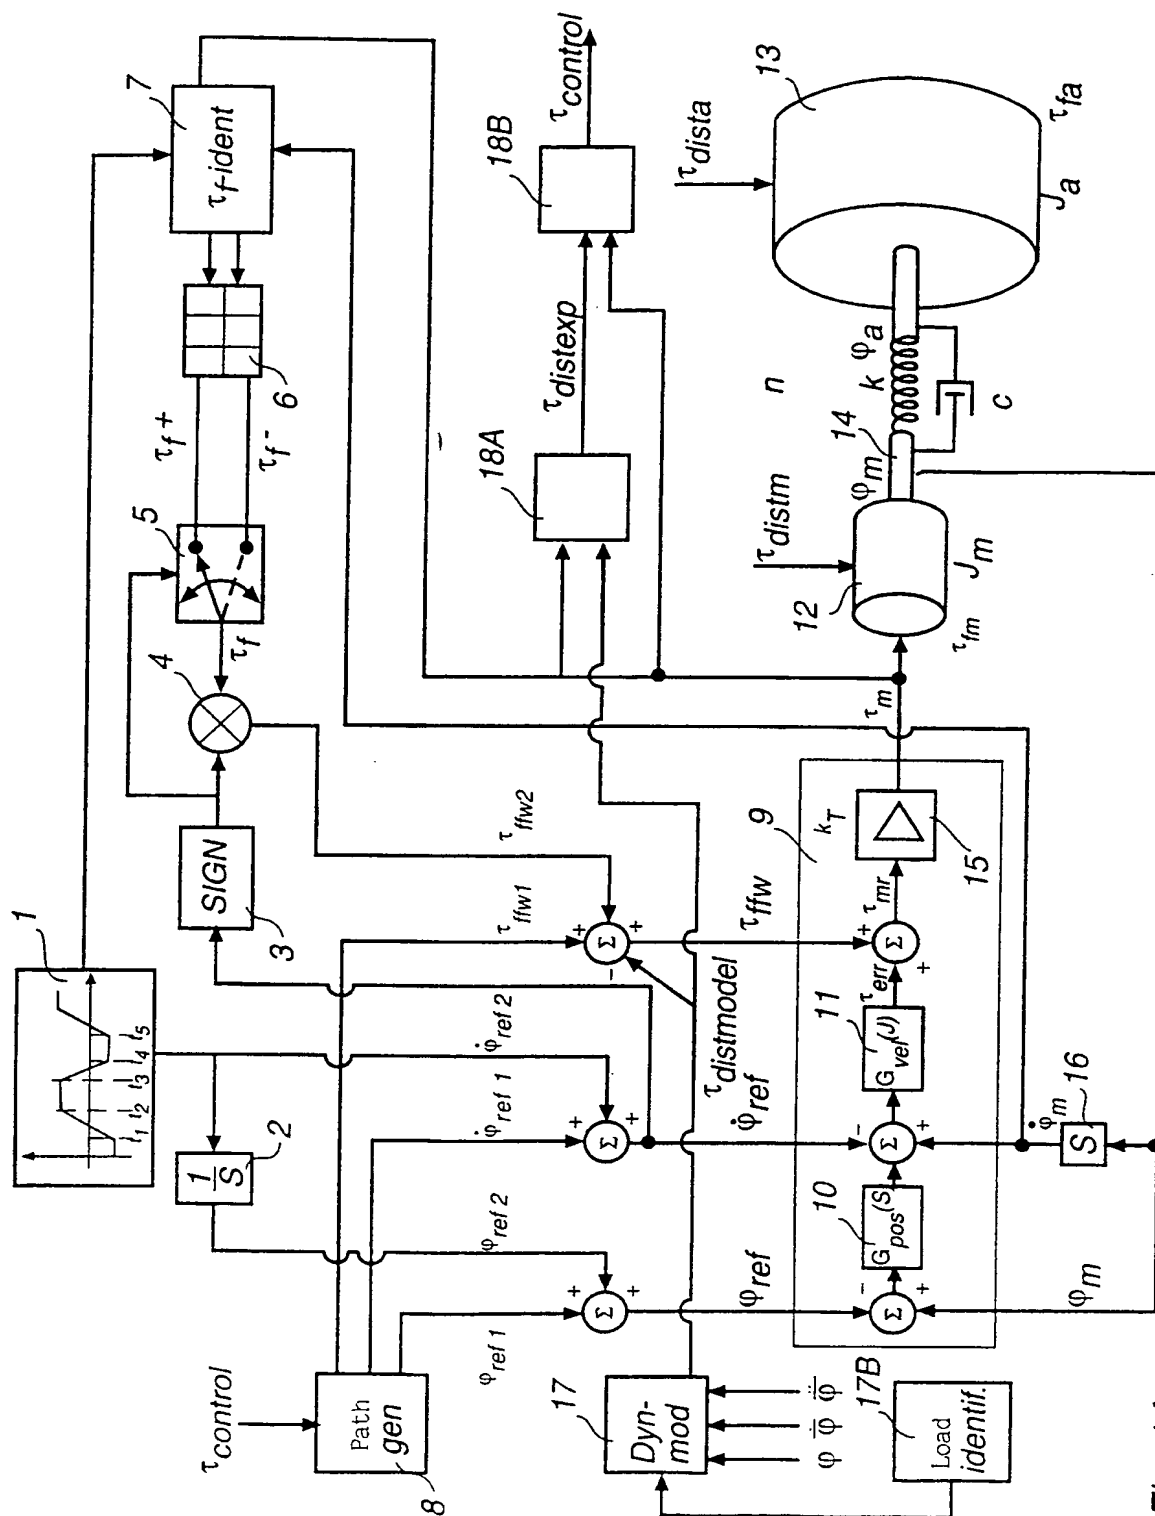 1
t1 t2 t3 t4 t5
1/S
2
SIGN
3
4
τf
5
τf+
τf-
6
7
τf-ident
τcontrol
Path
gen
8
φref 1
φref 2
φ̇ref 1
φ̇ref 2
τffw1
τffw2
Σ
+
+
+
Σ
+
+
+
Σ
+
+
-
+
τdistmodel
17
Dyn-
mod
φ φ̇ φ̈
17B
Load
identif.
18A
τdistexp
18B
τcontrol
φref
φ̇ref
τffw
9
Σ
-
+
10
Gpos(S)
Σ
-
+
11
Gvel(J)
τerr
Σ
+
+
τmr
kT
15
τm
φm
φ̇m
S
16
τfm
12
τdistm
Jm
φm
14
k
φa
n
c
τdista
13
Ja
τfa